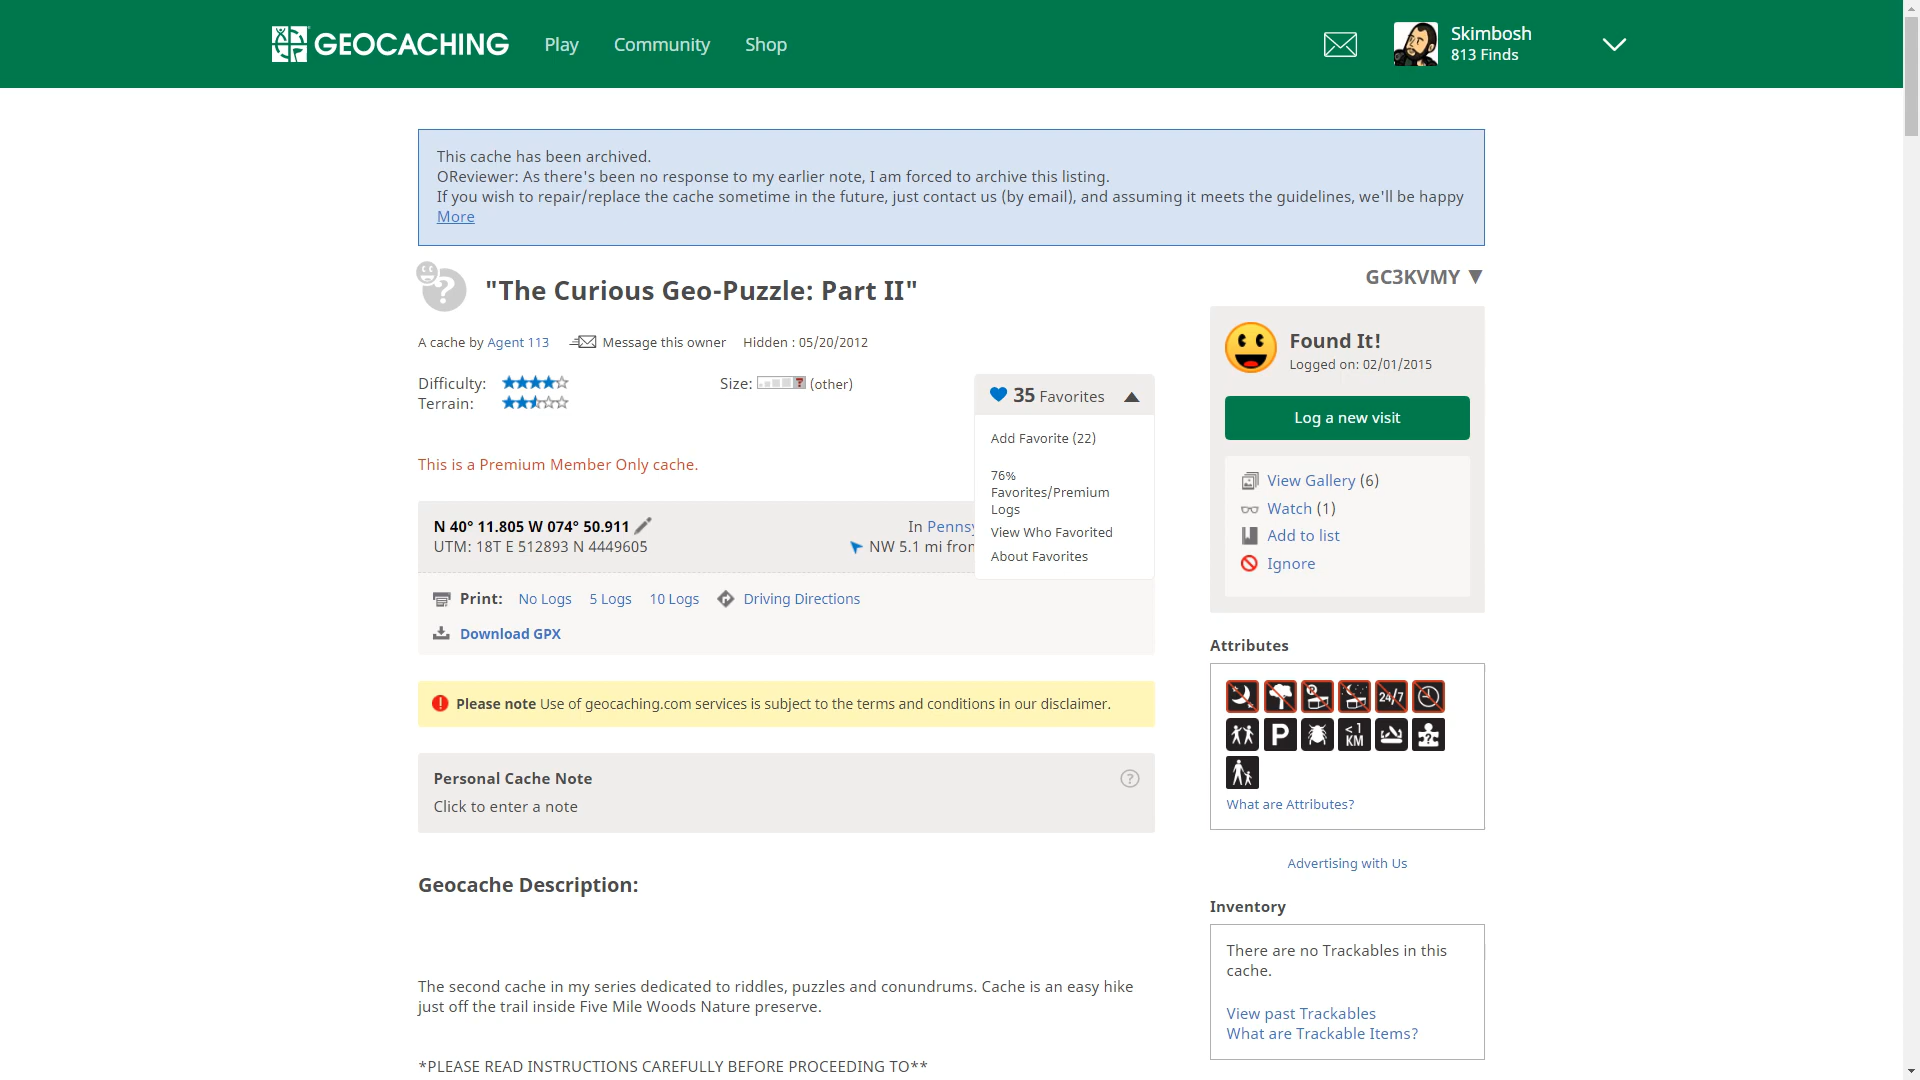 GEOCACHING
Play
Community
Shop
Skimbosh
813 Finds
This cache has been archived.
OReviewer: As there's been no response to my earlier note, I am forced to archive this listing.
If you wish to repair/replace the cache sometime in the future, just contact us (by email), and assuming it meets the guidelines, we'll be happy
More
"The Curious Geo-Puzzle: Part II"
GC3KVMY ▼
A cache by Agent 113
Message this owner
Hidden : 05/20/2012
Difficulty:
Terrain:
Size: ? (other)
35 Favorites
Add Favorite (22)
76%
Favorites/Premium
Logs
View Who Favorited
About Favorites
This is a Premium Member Only cache.
N 40° 11.805 W 074° 50.911
UTM: 18T E 512893 N 4449605
In Pennsy
NW 5.1 mi fron
Print: No Logs 5 Logs 10 Logs
Driving Directions
Download GPX
! Please note Use of geocaching.com services is subject to the terms and conditions in our disclaimer.
Personal Cache Note
?
Click to enter a note
Geocache Description:
The second cache in my series dedicated to riddles, puzzles and conundrums. Cache is an easy hike
just off the trail inside Five Mile Woods Nature preserve.
*PLEASE READ INSTRUCTIONS CAREFULLY BEFORE PROCEEDING TO**
Found It!
Logged on: 02/01/2015
Log a new visit
View Gallery (6)
Watch (1)
Add to list
Ignore
Attributes
24/7
P
<1
KM
What are Attributes?
Advertising with Us
Inventory
There are no Trackables in this
cache.
View past Trackables
What are Trackable Items?